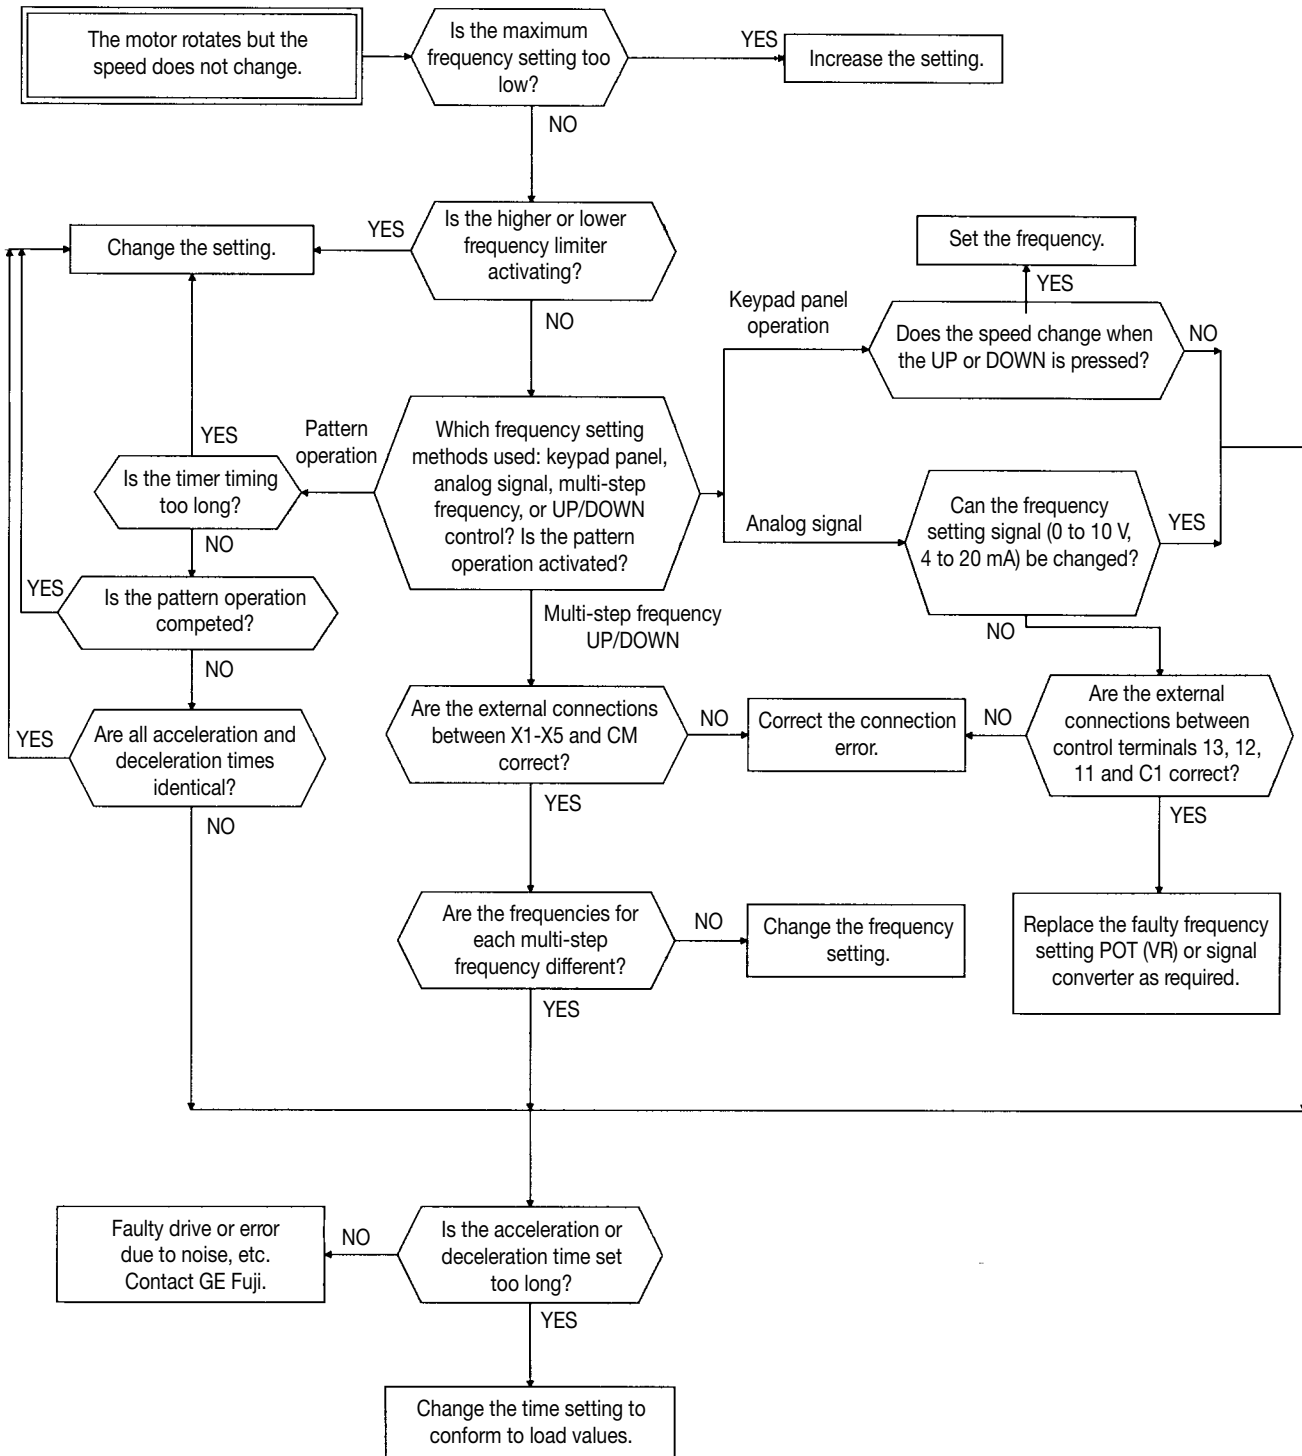 The motor rotates but the
speed does not change.
Is the maximum
frequency setting too
low?
YES
Increase the setting.
NO
Change the setting.
YES
Is the higher or lower
frequency limiter
activating?
NO
Set the frequency.
YES
Keypad panel
operation
Does the speed change when
the UP or DOWN is pressed?
NO
YES
Pattern
operation
Which frequency setting
methods used: keypad panel,
analog signal, multi-step
frequency, or UP/DOWN
control? Is the pattern
operation activated?
Is the timer timing
too long?
NO
Analog signal
Can the frequency
setting signal (0 to 10 V,
4 to 20 mA) be changed?
YES
NO
YES
Is the pattern operation
competed?
NO
Multi-step frequency
UP/DOWN
YES
Are all acceleration and
deceleration times
identical?
NO
Are the external connections
between X1-X5 and CM
correct?
NO
Correct the connection
error.
NO
Are the external
connections between
control terminals 13, 12,
11 and C1 correct?
YES
YES
Are the frequencies for
each multi-step
frequency different?
NO
Change the frequency
setting.
Replace the faulty frequency
setting POT (VR) or signal
converter as required.
YES
Faulty drive or error
due to noise, etc.
Contact GE Fuji.
NO
Is the acceleration or
deceleration time set
too long?
YES
Change the time setting to
conform to load values.